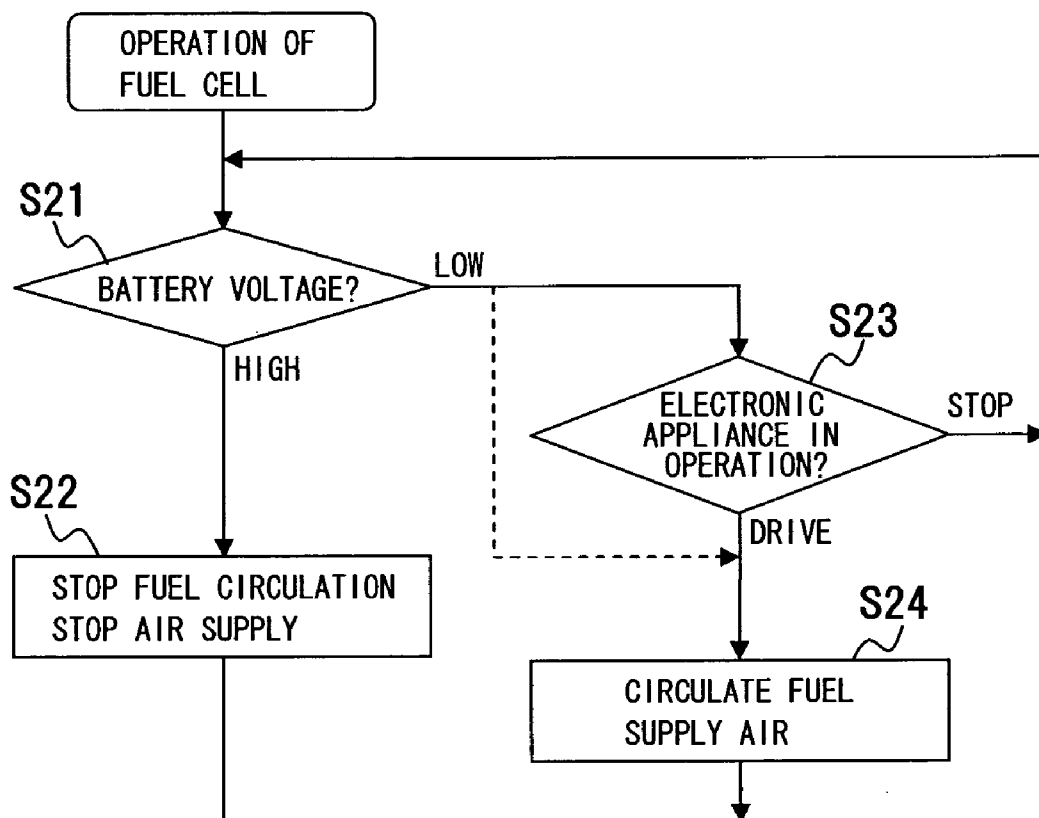 OPERATION OF
FUEL CELL
S21
BATTERY VOLTAGE?
LOW
HIGH
S23
ELECTRONIC
APPLIANCE IN
OPERATION?
STOP
DRIVE
S22
STOP FUEL CIRCULATION
STOP AIR SUPPLY
S24
CIRCULATE FUEL
SUPPLY AIR